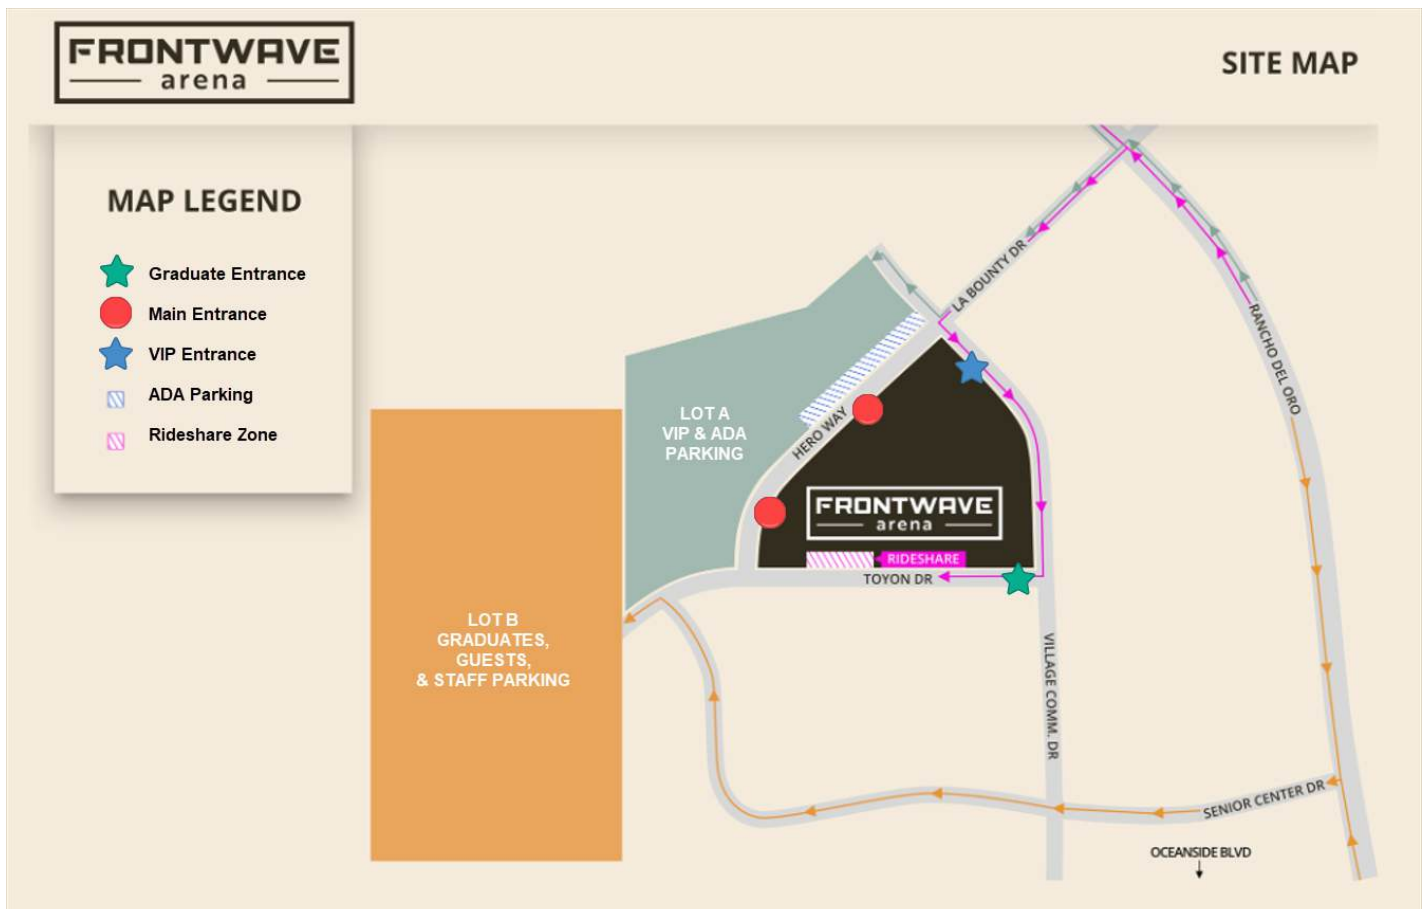 FRONTWAVE
arena
SITE MAP
MAP LEGEND
Graduate Entrance
Main Entrance
VIP Entrance
ADA Parking
Rideshare Zone
LA BOUNTY DR
RANCHO DEL ORO
LOT A
VIP & ADA
PARKING
HERO WAY
FRONTWAVE
arena
RIDESHARE
TOYON DR
LOT B
GRADUATES,
GUESTS,
& STAFF PARKING
VILLAGE COMM. DR
SENIOR CENTER DR
OCEANSIDE BLVD